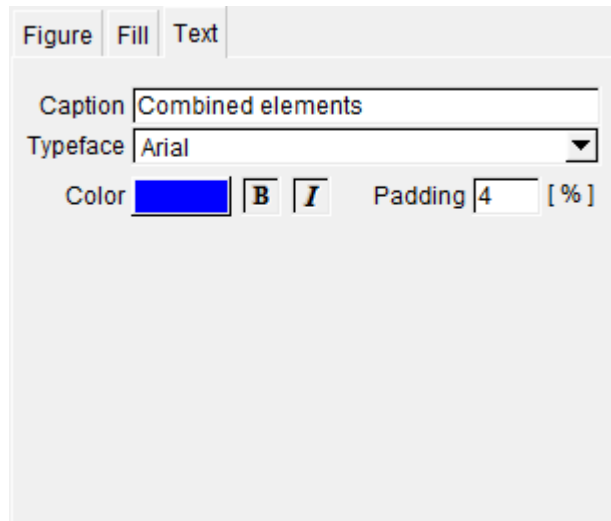 Figure Fill Text
Caption Combined elements
Typeface Arial
Color B I Padding 4 [ % ]